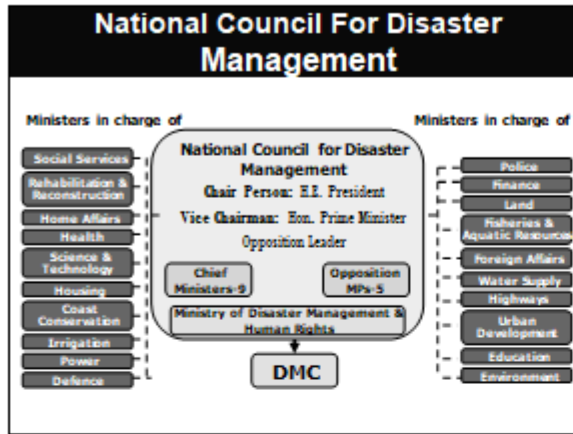 National Council For Disaster
Management
Ministers in charge of
Social Services
Rehabilitation &
Reconstruction
Home Affairs
Health
Science &
Technology
Housing
Coast
Conservation
Irrigation
Power
Defence
National Council for Disaster
Management
Chair Person: H.E. President
Vice Chairman: Hon. Prime Minister
Opposition Leader
Chief
Ministers-9
Opposition
MPs-5
Ministry of Disaster Management &
Human Rights
DMC
Ministers in charge of
Police
Finance
Land
Fisheries &
Aquatic Resources
Foreign Affairs
Water Supply
Highways
Urban
Development
Education
Environment